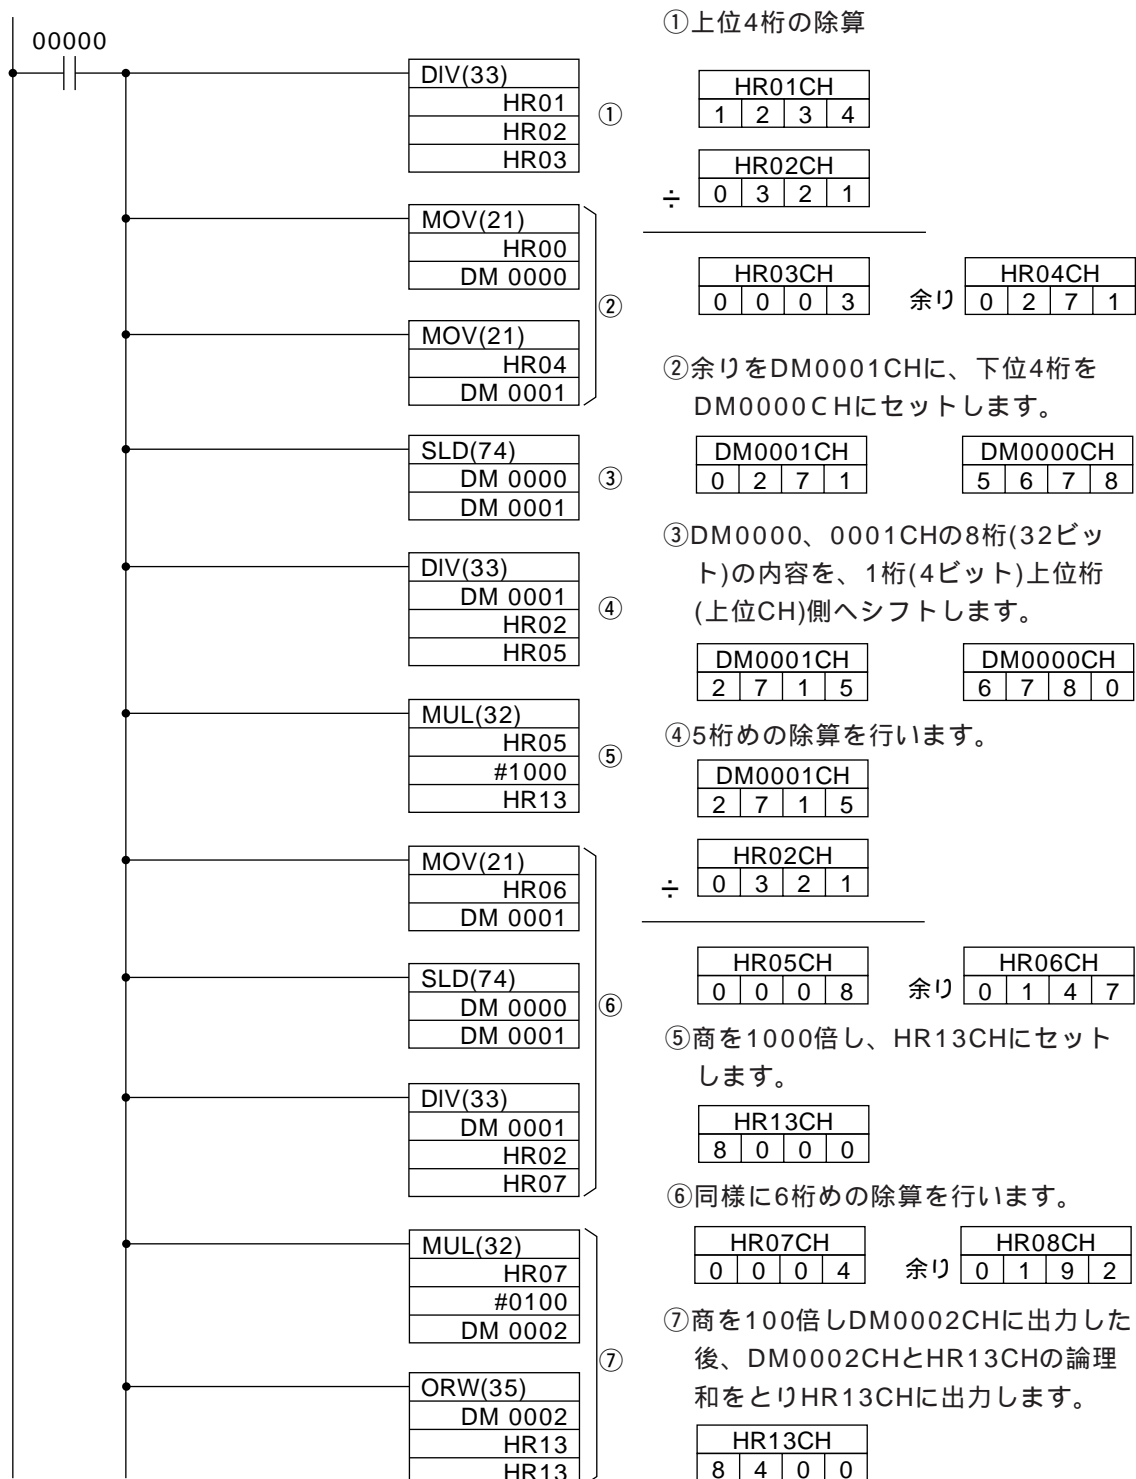 00000
DIV(33)
HR01
HR02
HR03
①
MOV(21)
HR00
DM 0000
MOV(21)
HR04
DM 0001
②
SLD(74)
DM 0000
DM 0001
③
DIV(33)
DM 0001
HR02
HR05
④
MUL(32)
HR05
#1000
HR13
⑤
MOV(21)
HR06
DM 0001
SLD(74)
DM 0000
DM 0001
DIV(33)
DM 0001
HR02
HR07
⑥
MUL(32)
HR07
#0100
DM 0002
ORW(35)
DM 0002
HR13
HR13
⑦
①上位4桁の除算
HR01CH
1 2 3 4
HR02CH
÷ 0 3 2 1
HR03CH HR04CH
0 0 0 3 余り 0 2 7 1
②余りをDM0001CHに、下位4桁を
DM0000CHにセットします。
DM0001CH DM0000CH
0 2 7 1 5 6 7 8
③DM0000、0001CHの8桁(32ビッ
ト)の内容を、1桁(4ビット)上位桁
(上位CH)側へシフトします。
DM0001CH DM0000CH
2 7 1 5 6 7 8 0
④5桁めの除算を行います。
DM0001CH
2 7 1 5
HR02CH
÷ 0 3 2 1
HR05CH HR06CH
0 0 0 8 余り 0 1 4 7
⑤商を1000倍し、HR13CHにセット
します。
HR13CH
8 0 0 0
⑥同様に6桁めの除算を行います。
HR07CH HR08CH
0 0 0 4 余り 0 1 9 2
⑦商を100倍しDM0002CHに出力した
後、DM0002CHとHR13CHの論理
和をとりHR13CHに出力します。
HR13CH
8 4 0 0